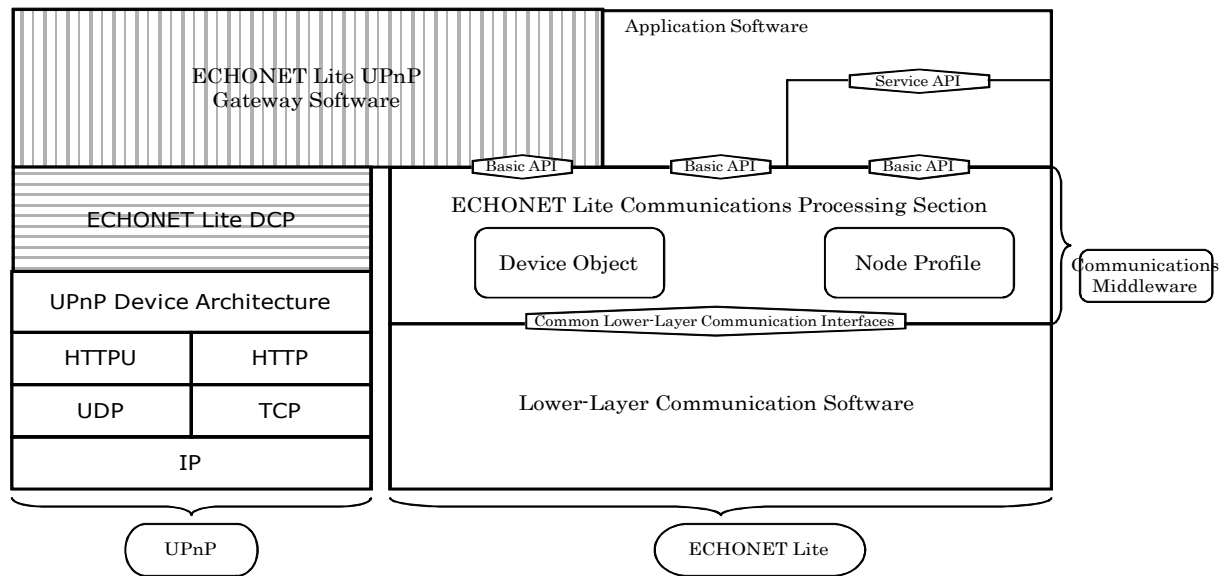 Application Software
ECHONET Lite UPnP
Gateway Software
Service API
Basic API
Basic API
Basic API
ECHONET Lite DCP
ECHONET Lite Communications Processing Section
Device Object
Node Profile
Communications
Middleware
UPnP Device Architecture
Common Lower-Layer Communication Interfaces
HTTPU
HTTP
UDP
TCP
Lower-Layer Communication Software
IP
UPnP
ECHONET Lite